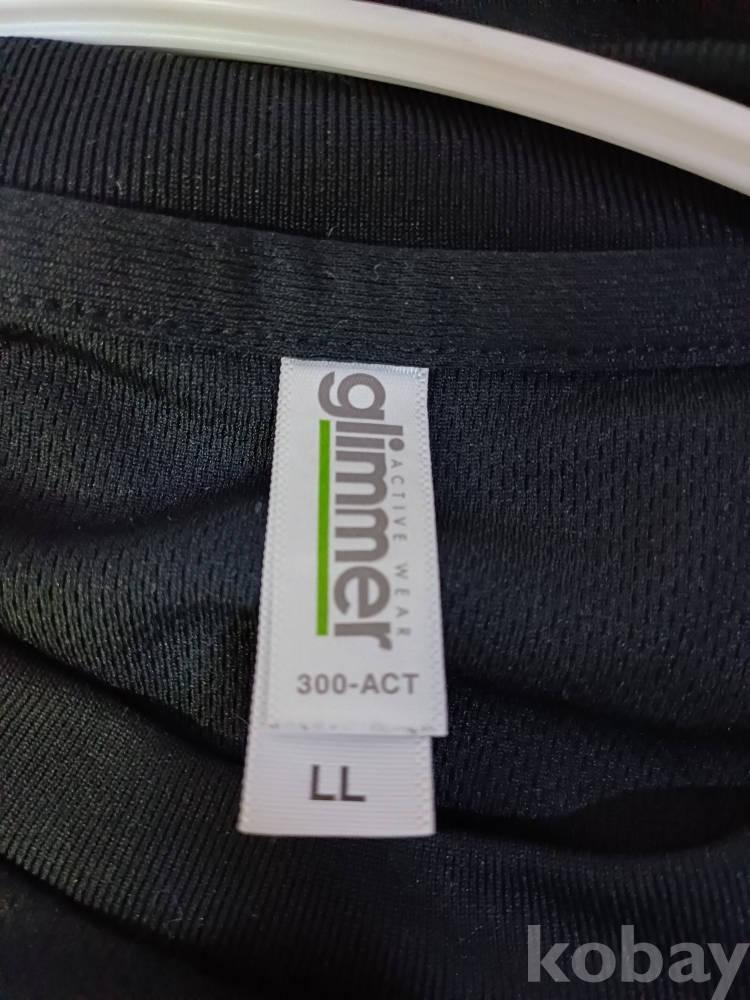 glimmer
ACTIVE WEAR
300-ACT
LL
kobay